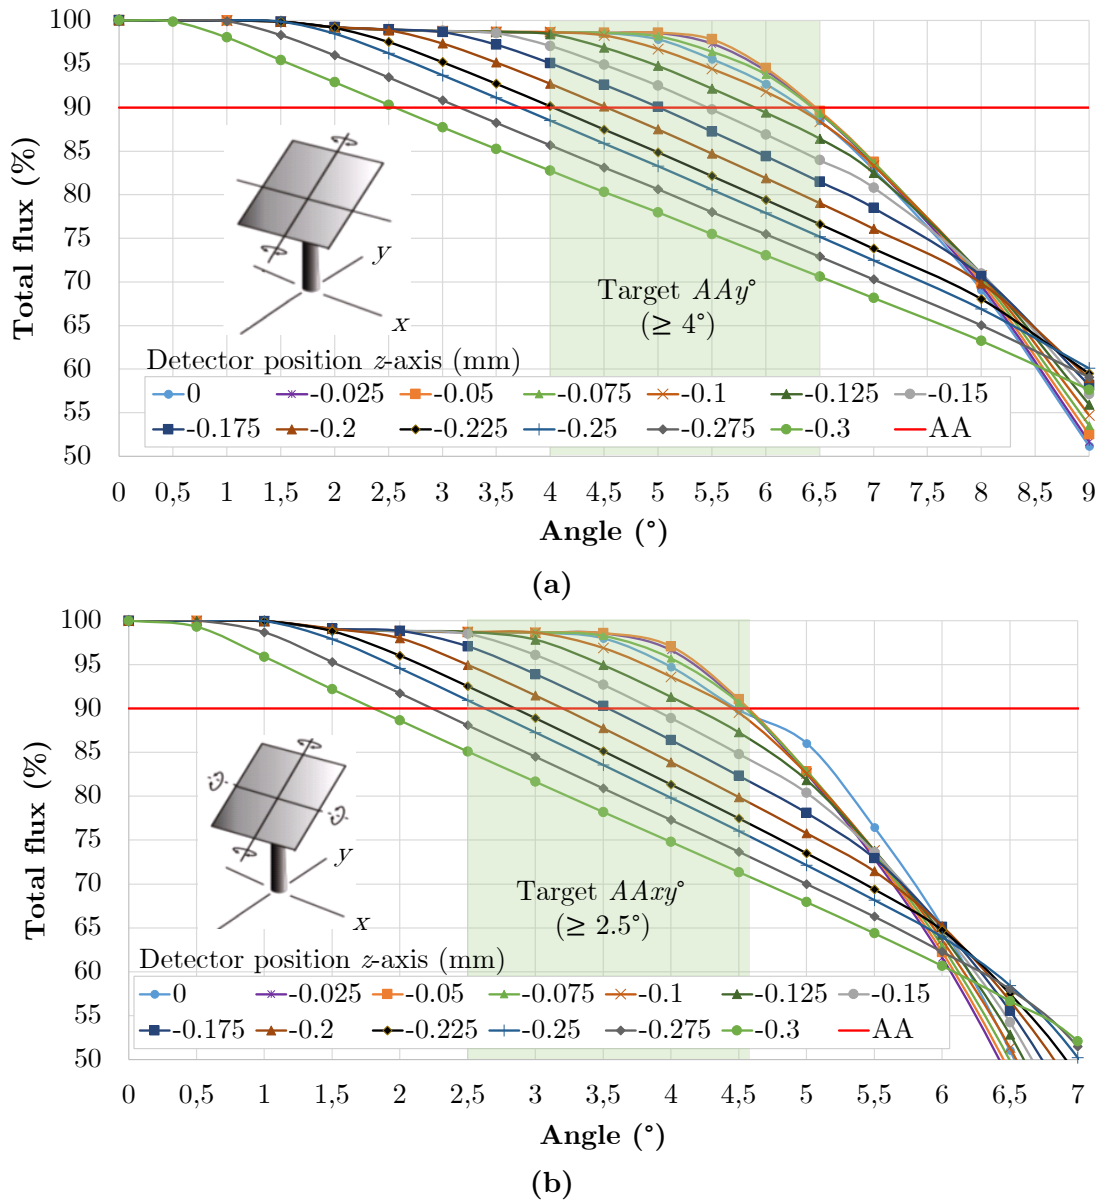 100
95
90
85
80
75
70
65
60
55
50
Total flux (%)
y
x
Target AAy°
(≥ 4°)
Detector position z-axis (mm)
0 -0.025 -0.05 -0.075 -0.1 -0.125 -0.15
-0.175 -0.2 -0.225 -0.25 -0.275 -0.3 AA
0 0,5 1 1,5 2 2,5 3 3,5 4 4,5 5 5,5 6 6,5 7 7,5 8 8,5 9
Angle (°)
(a)
100
95
90
85
80
75
70
65
60
55
50
Total flux (%)
y
x
Target AAxy°
(≥ 2.5°)
Detector position z-axis (mm)
0 -0.025 -0.05 -0.075 -0.1 -0.125 -0.15
-0.175 -0.2 -0.225 -0.25 -0.275 -0.3 AA
0 0,5 1 1,5 2 2,5 3 3,5 4 4,5 5 5,5 6 6,5 7
Angle (°)
(b)